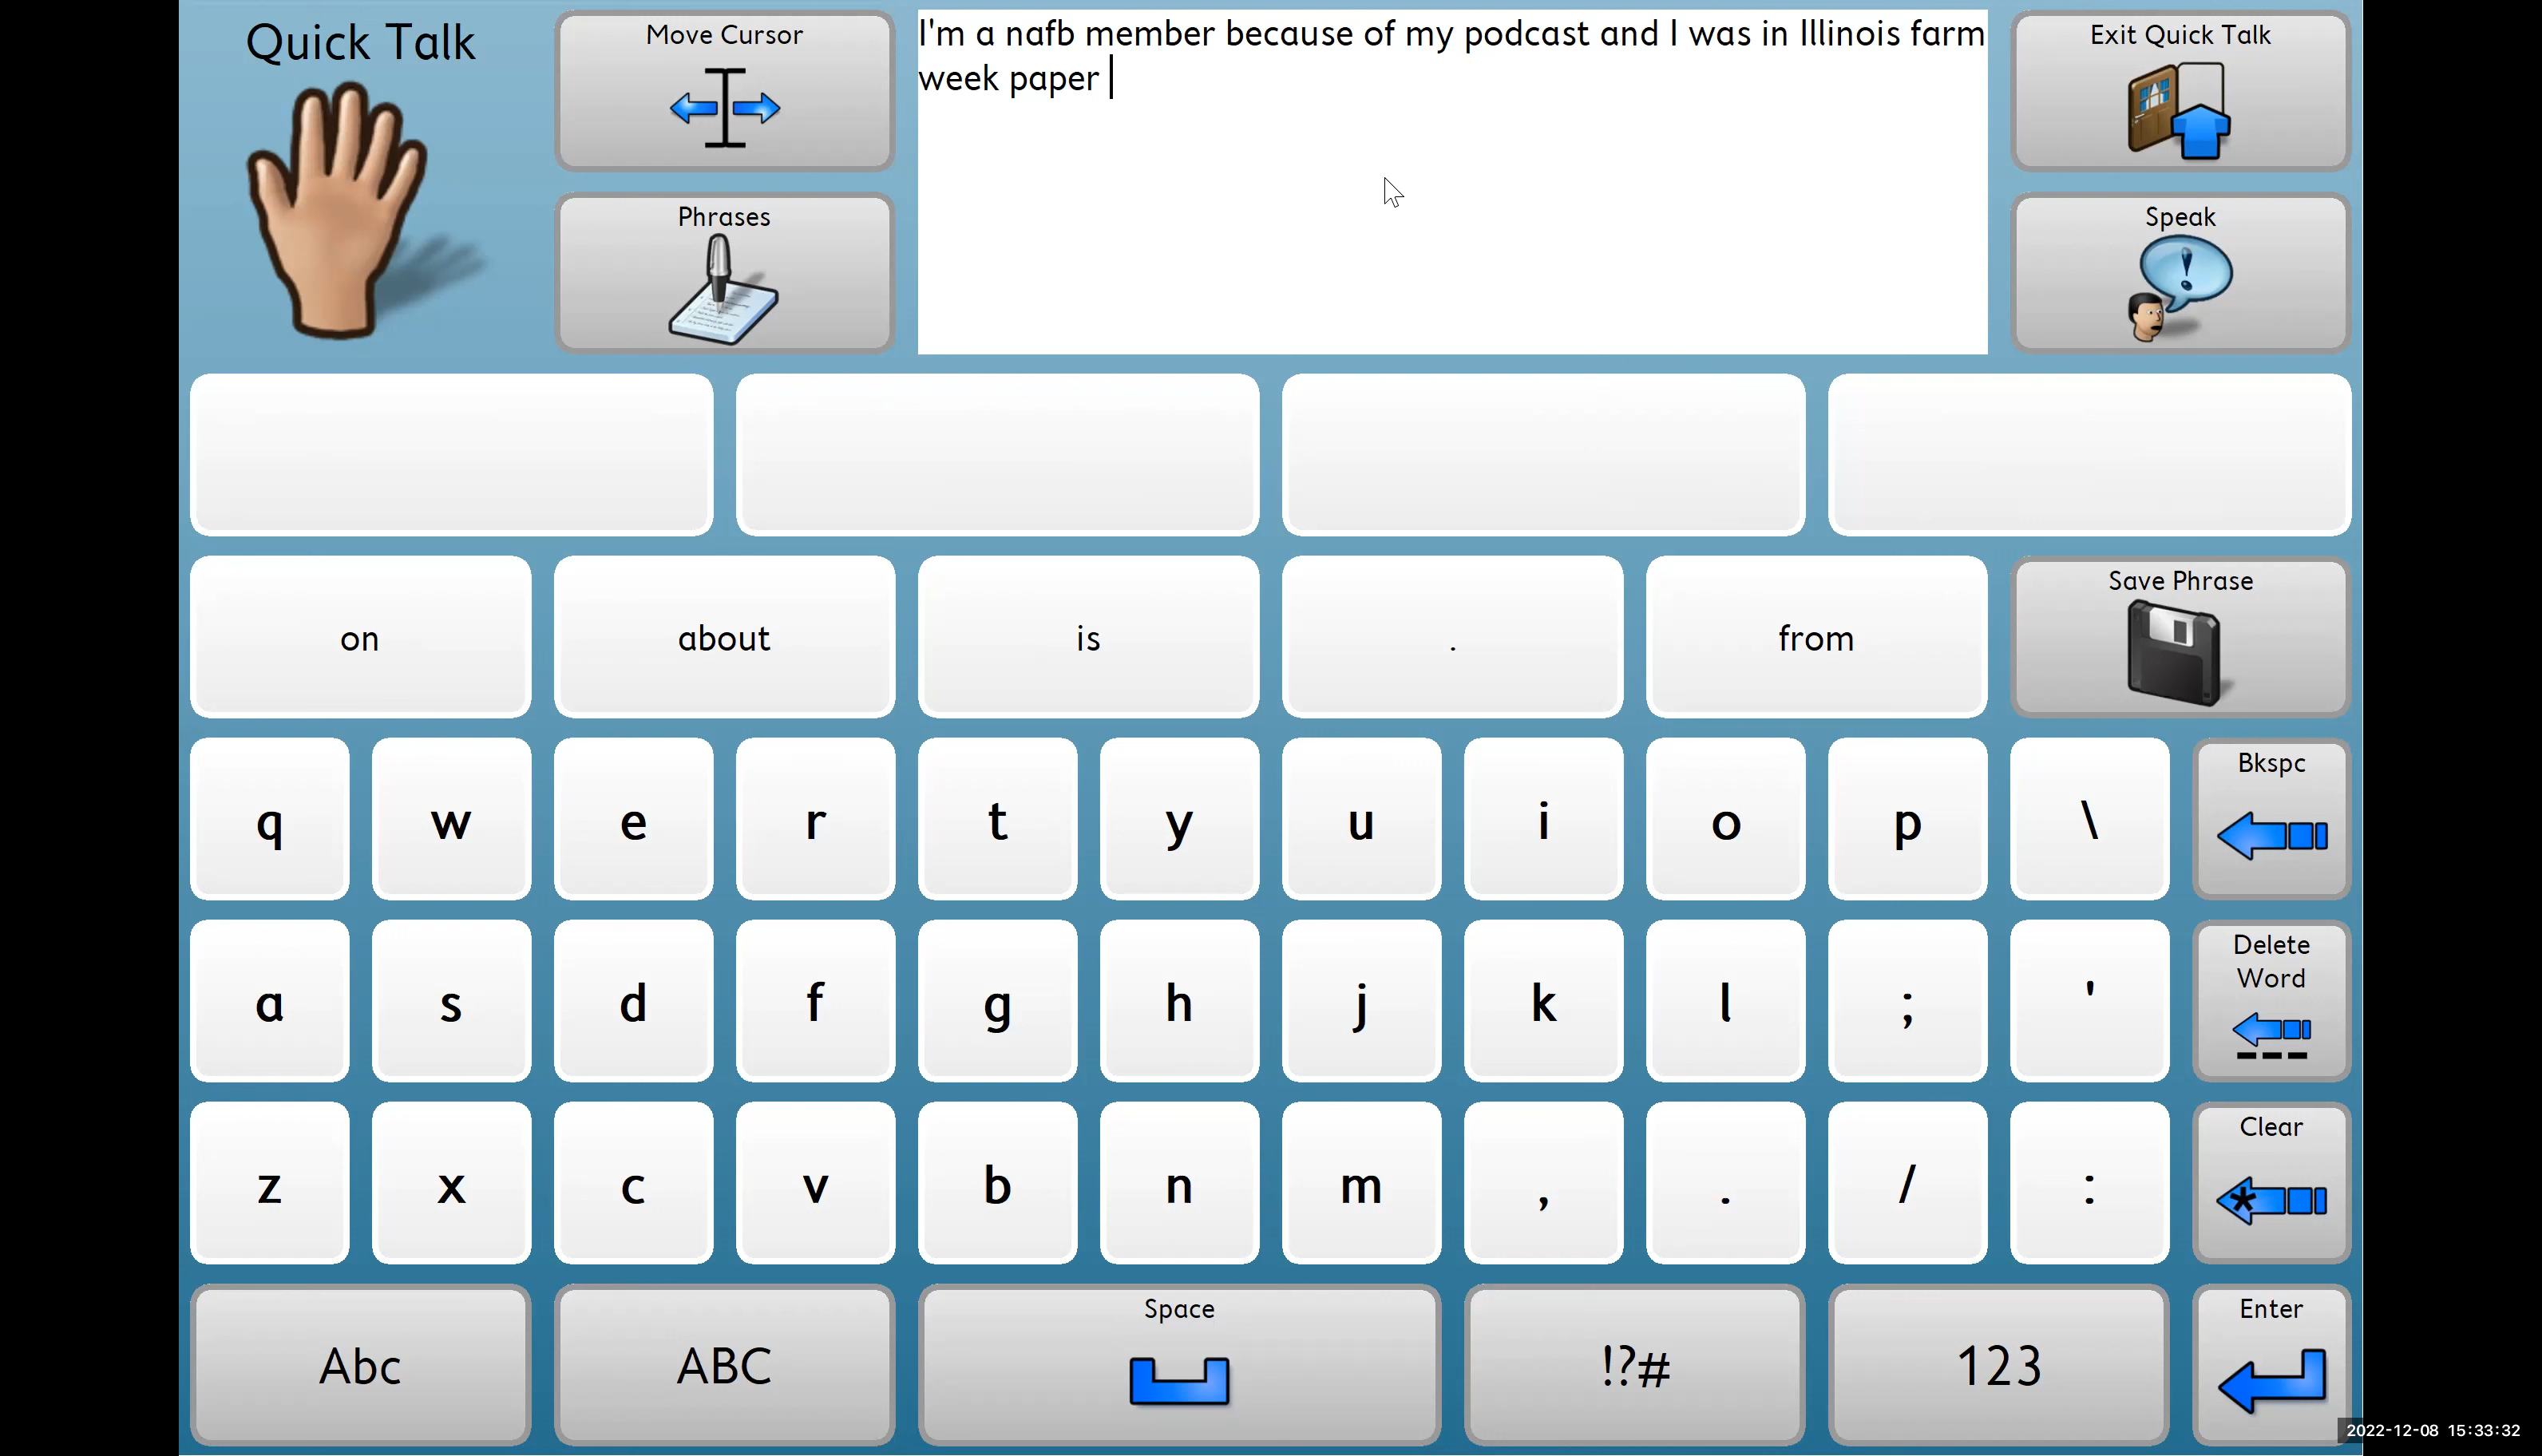 Quick Talk
Move Cursor
I'm a nafb member because of my podcast and I was in Illinois farm
week paper
Exit Quick Talk
Phrases
Speak
on about is . from Save Phrase
q w e r t y u i o p \ Bkspc
a s d f g h j k l ; ' Delete
Word
z x c v b n m , . / : Clear
Abc ABC Space !?# 123 Enter
2022-12-08 15:33:32